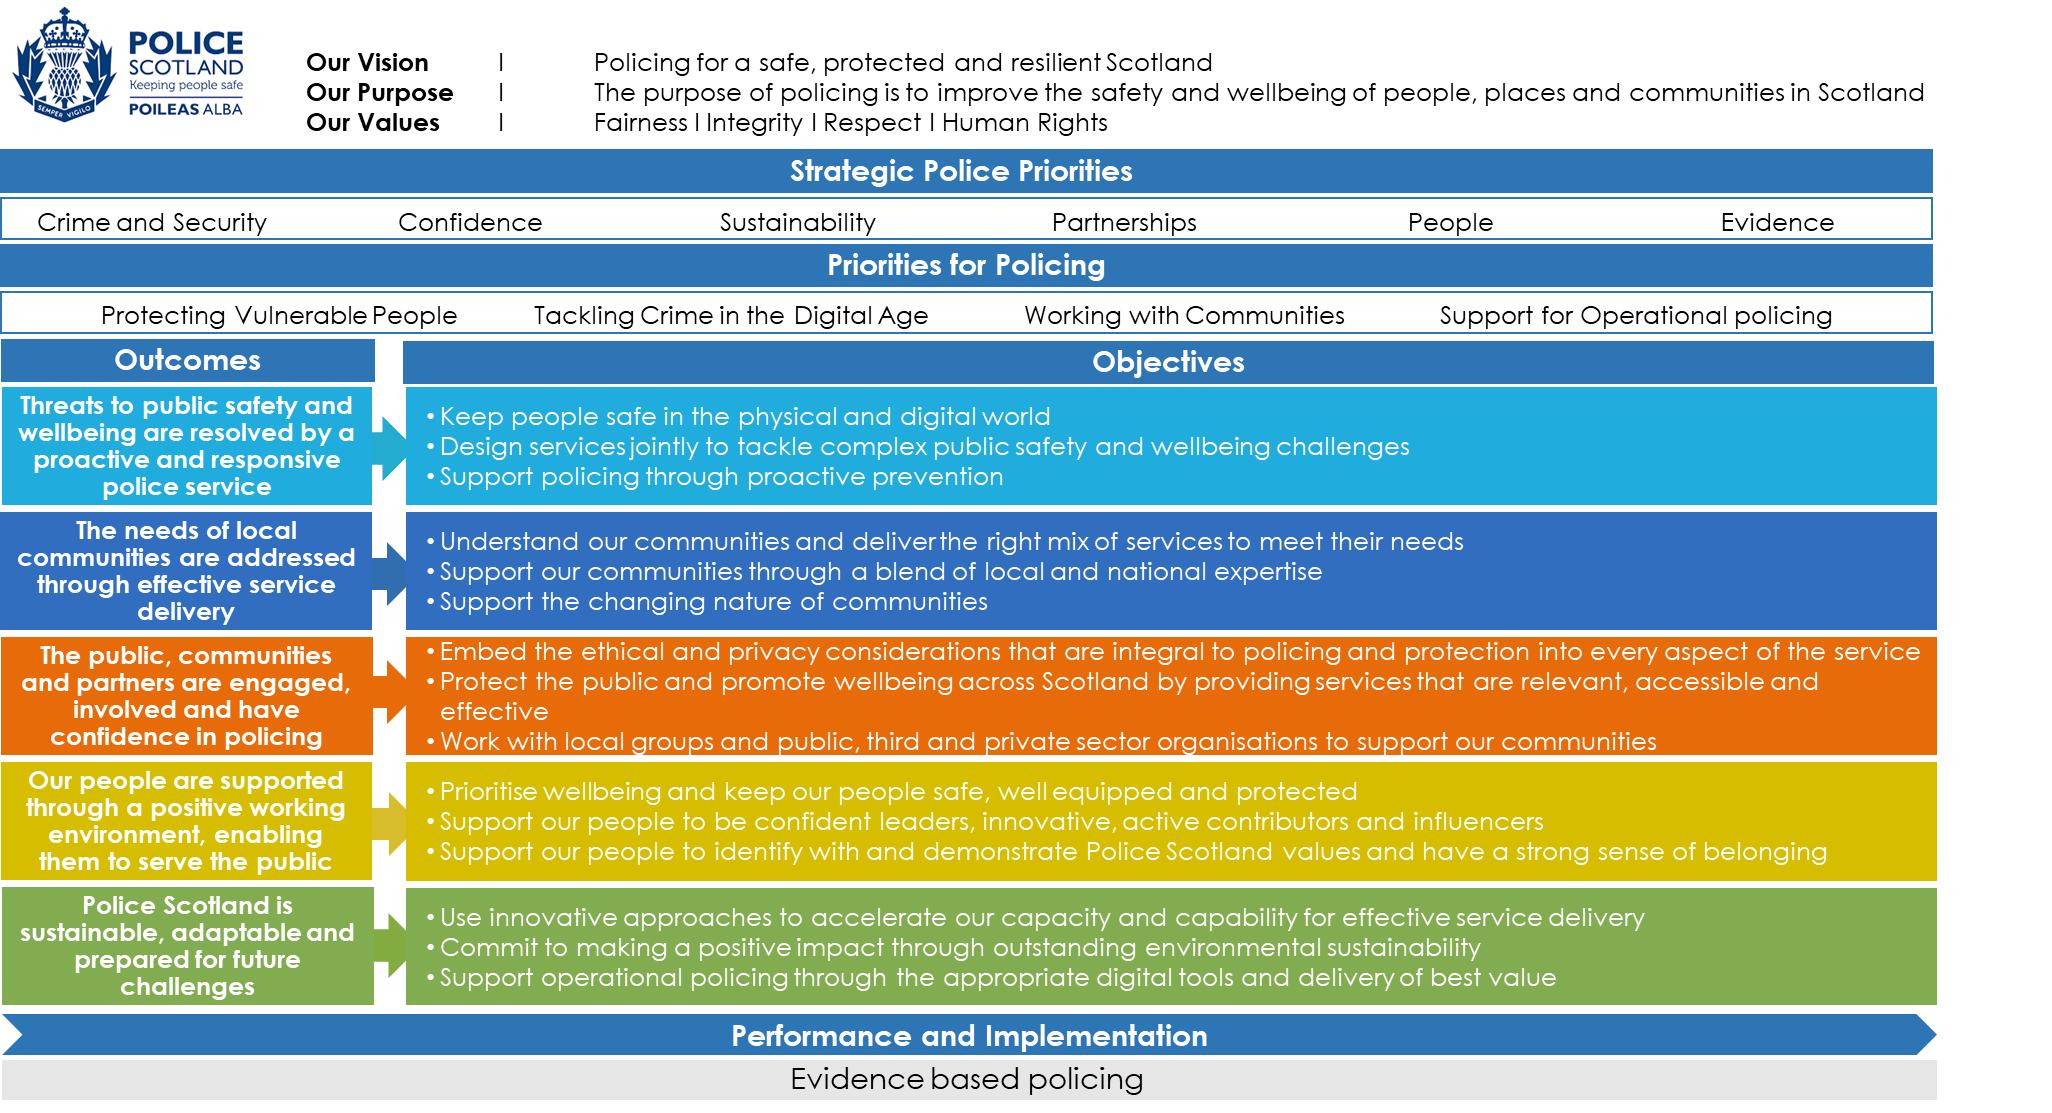 POLICE
SCOTLAND
Keeping people safe
POILEAS ALBA
SEMPER VIGILO
Our Vision I Policing for a safe, protected and resilient Scotland
Our Purpose I The purpose of policing is to improve the safety and wellbeing of people, places and communities in Scotland
Our Values I Fairness I Integrity I Respect I Human Rights
Strategic Police Priorities
Crime and Security Confidence Sustainability Partnerships People Evidence
Priorities for Policing
Protecting Vulnerable People Tackling Crime in the Digital Age Working with Communities Support for Operational policing
Outcomes
Objectives
Threats to public safety and
wellbeing are resolved by a
proactive and responsive
police service
• Keep people safe in the physical and digital world
• Design services jointly to tackle complex public safety and wellbeing challenges
• Support policing through proactive prevention
The needs of local
communities are addressed
through effective service
delivery
• Understand our communities and deliver the right mix of services to meet their needs
• Support our communities through a blend of local and national expertise
• Support the changing nature of communities
The public, communities
and partners are engaged,
involved and have
confidence in policing
• Embed the ethical and privacy considerations that are integral to policing and protection into every aspect of the service
• Protect the public and promote wellbeing across Scotland by providing services that are relevant, accessible and
effective
• Work with local groups and public, third and private sector organisations to support our communities
Our people are supported
through a positive working
environment, enabling
them to serve the public
• Prioritise wellbeing and keep our people safe, well equipped and protected
• Support our people to be confident leaders, innovative, active contributors and influencers
• Support our people to identify with and demonstrate Police Scotland values and have a strong sense of belonging
Police Scotland is
sustainable, adaptable and
prepared for future
challenges
• Use innovative approaches to accelerate our capacity and capability for effective service delivery
• Commit to making a positive impact through outstanding environmental sustainability
• Support operational policing through the appropriate digital tools and delivery of best value
Performance and Implementation
Evidence based policing